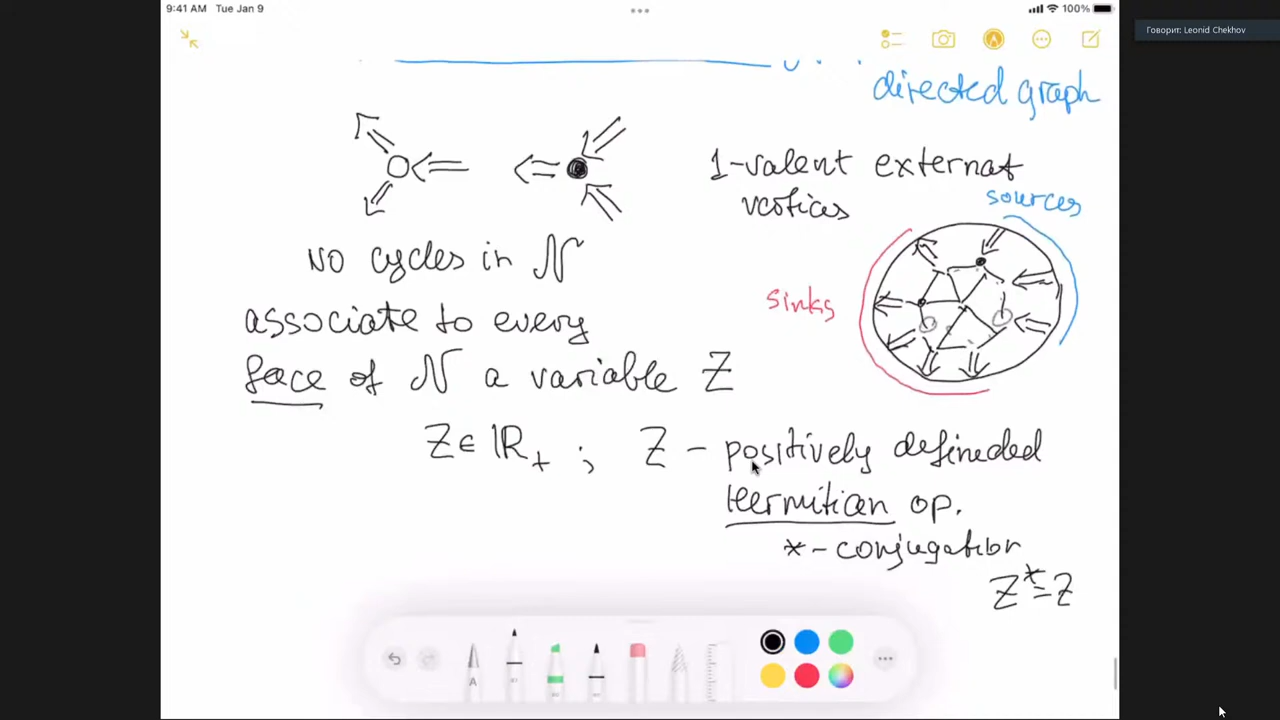 9:41 AM Tue Jan 9
100%
Говорит: Leonid Chekhov
directed graph
1-valent external
vertices
sources
No cycles in N
sinks
associate to every
face of N a variable Z
Z ∈ ℝ₊ ; Z – positively defineded
Hermitian op.
* – conjugation
Z* = Z
A